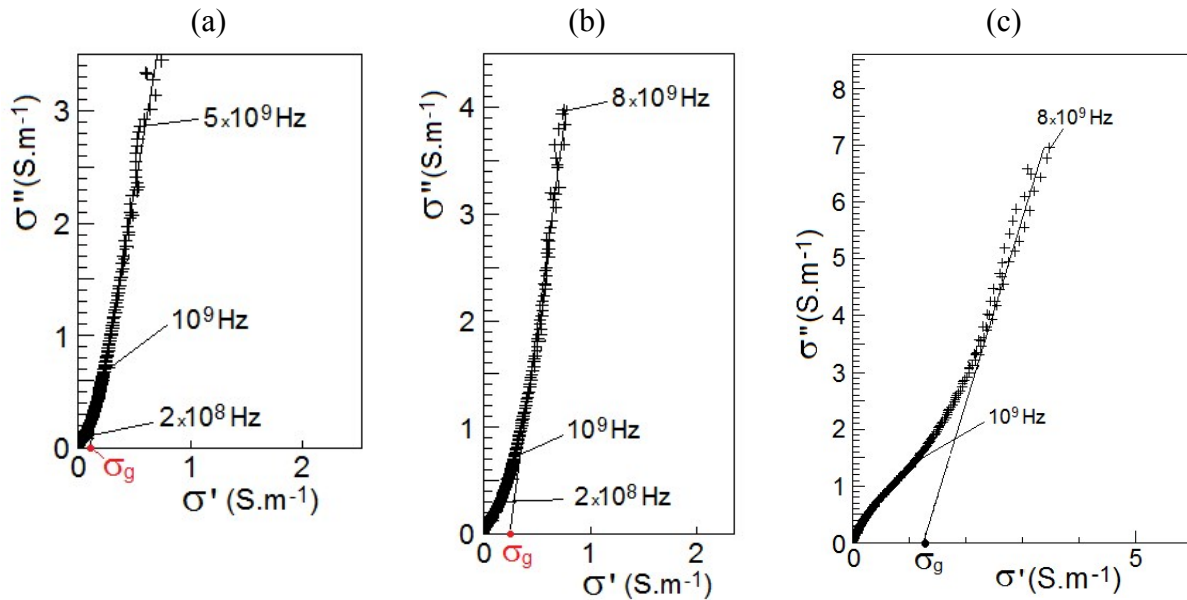 (a)
3
2
1
0
σ"(S.m⁻¹)
5x10⁹Hz
10⁹Hz
2x10⁸Hz
0
1
2
σg
σ' (S.m⁻¹)
(b)
4
3
2
1
0
σ"(S.m⁻¹)
8x10⁹Hz
10⁹Hz
2x10⁸Hz
0
1
2
σg
σ' (S.m⁻¹)
(c)
8
7
6
5
4
3
2
1
0
σ"(S.m⁻¹)
8x10⁹Hz
10⁹Hz
0
5
σg
σ'(S.m⁻¹)